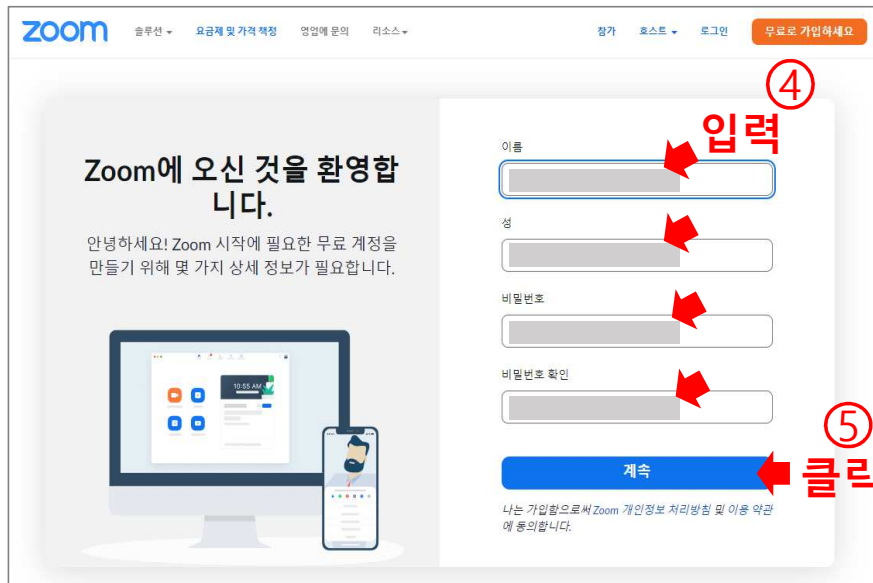 zoom 솔루션 요금제 및 가격 책정 영업에 문의 리소스 참가 호스트 로그인 무료로 가입하세요
④
입력
Zoom에 오신 것을 환영합
니다.
안녕하세요! Zoom 시작에 필요한 무료 계정을
만들기 위해 몇 가지 상세 정보가 필요합니다.
10:55 AM
이름
성
비밀번호
비밀번호 확인
⑤
계속
나는 가입함으로써 Zoom 개인정보 처리방침 및 이용 약관
에 동의합니다.